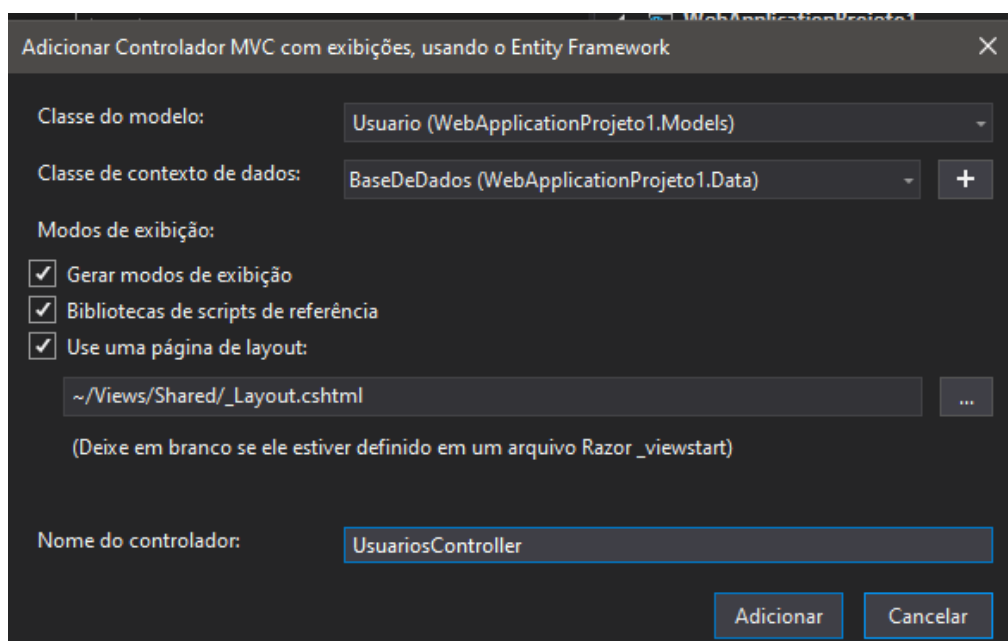 WebApplicationProjeto1
Adicionar Controlador MVC com exibições, usando o Entity Framework
Classe do modelo:
Usuario (WebApplicationProjeto1.Models)
Classe de contexto de dados:
BaseDeDados (WebApplicationProjeto1.Data)
+
Modos de exibição:
Gerar modos de exibição
Bibliotecas de scripts de referência
Use uma página de layout:
~/Views/Shared/_Layout.cshtml
...
(Deixe em branco se ele estiver definido em um arquivo Razor _viewstart)
Nome do controlador:
UsuariosController
Adicionar
Cancelar